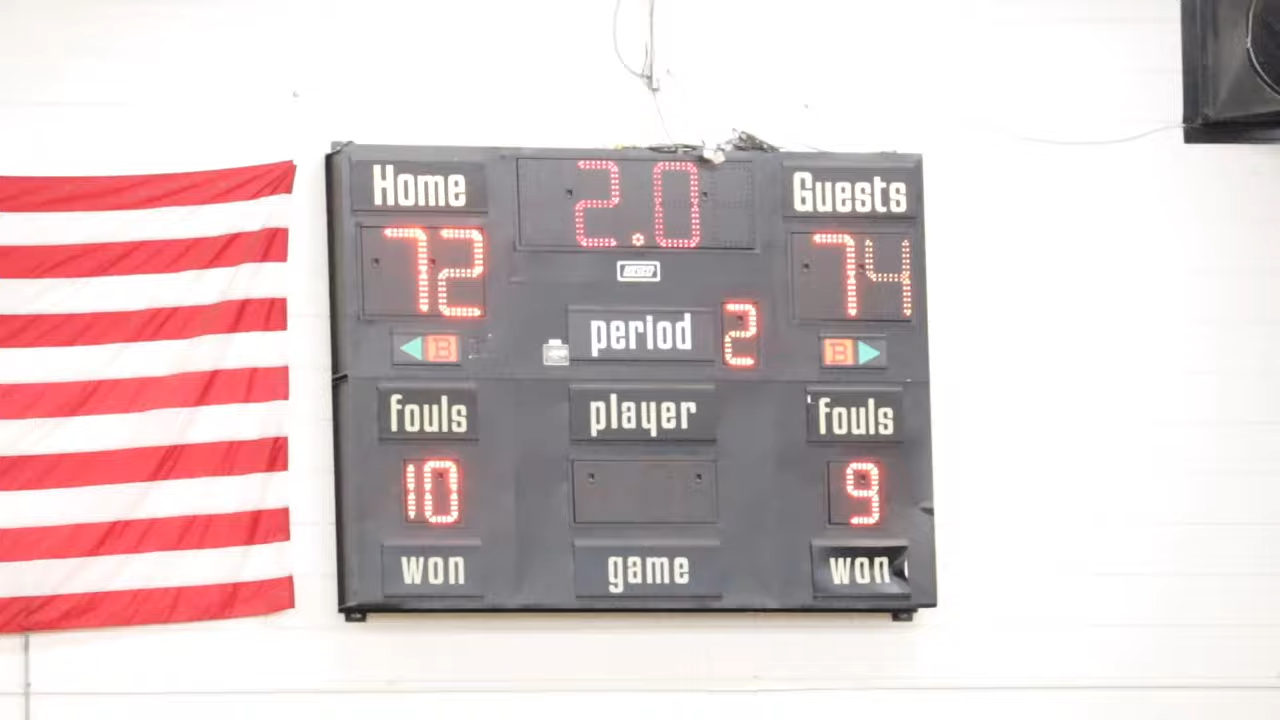 Home 2.0 Guests
72 74
period 2
B B
fouls player fouls
10 9
won game won